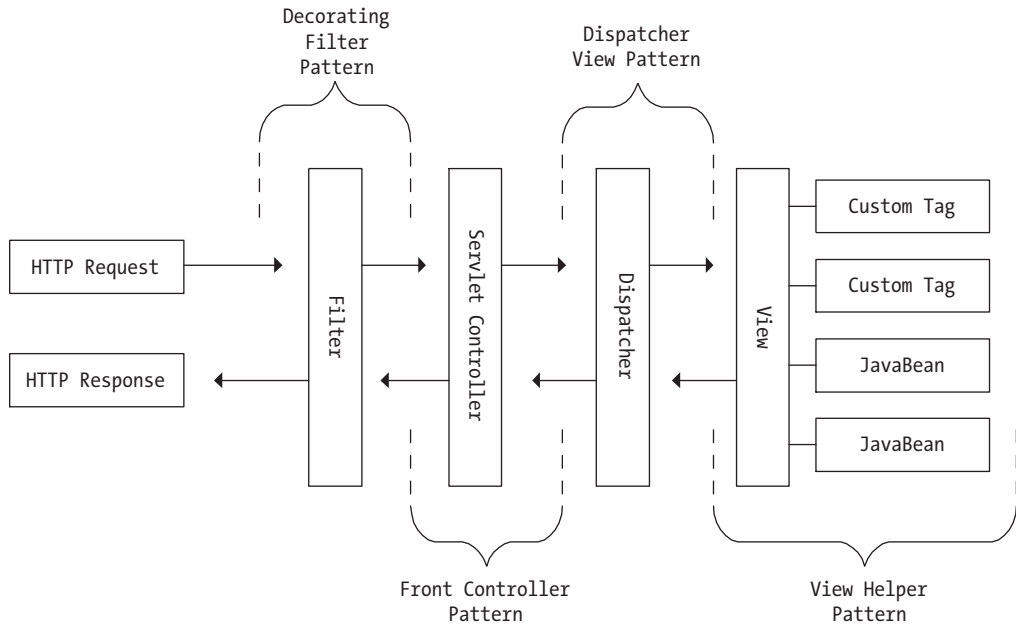 Decorating
Filter
Pattern
Dispatcher
View Pattern
HTTP Request
HTTP Response
Filter
Servlet Controller
Dispatcher
View
Custom Tag
Custom Tag
JavaBean
JavaBean
Front Controller
Pattern
View Helper
Pattern